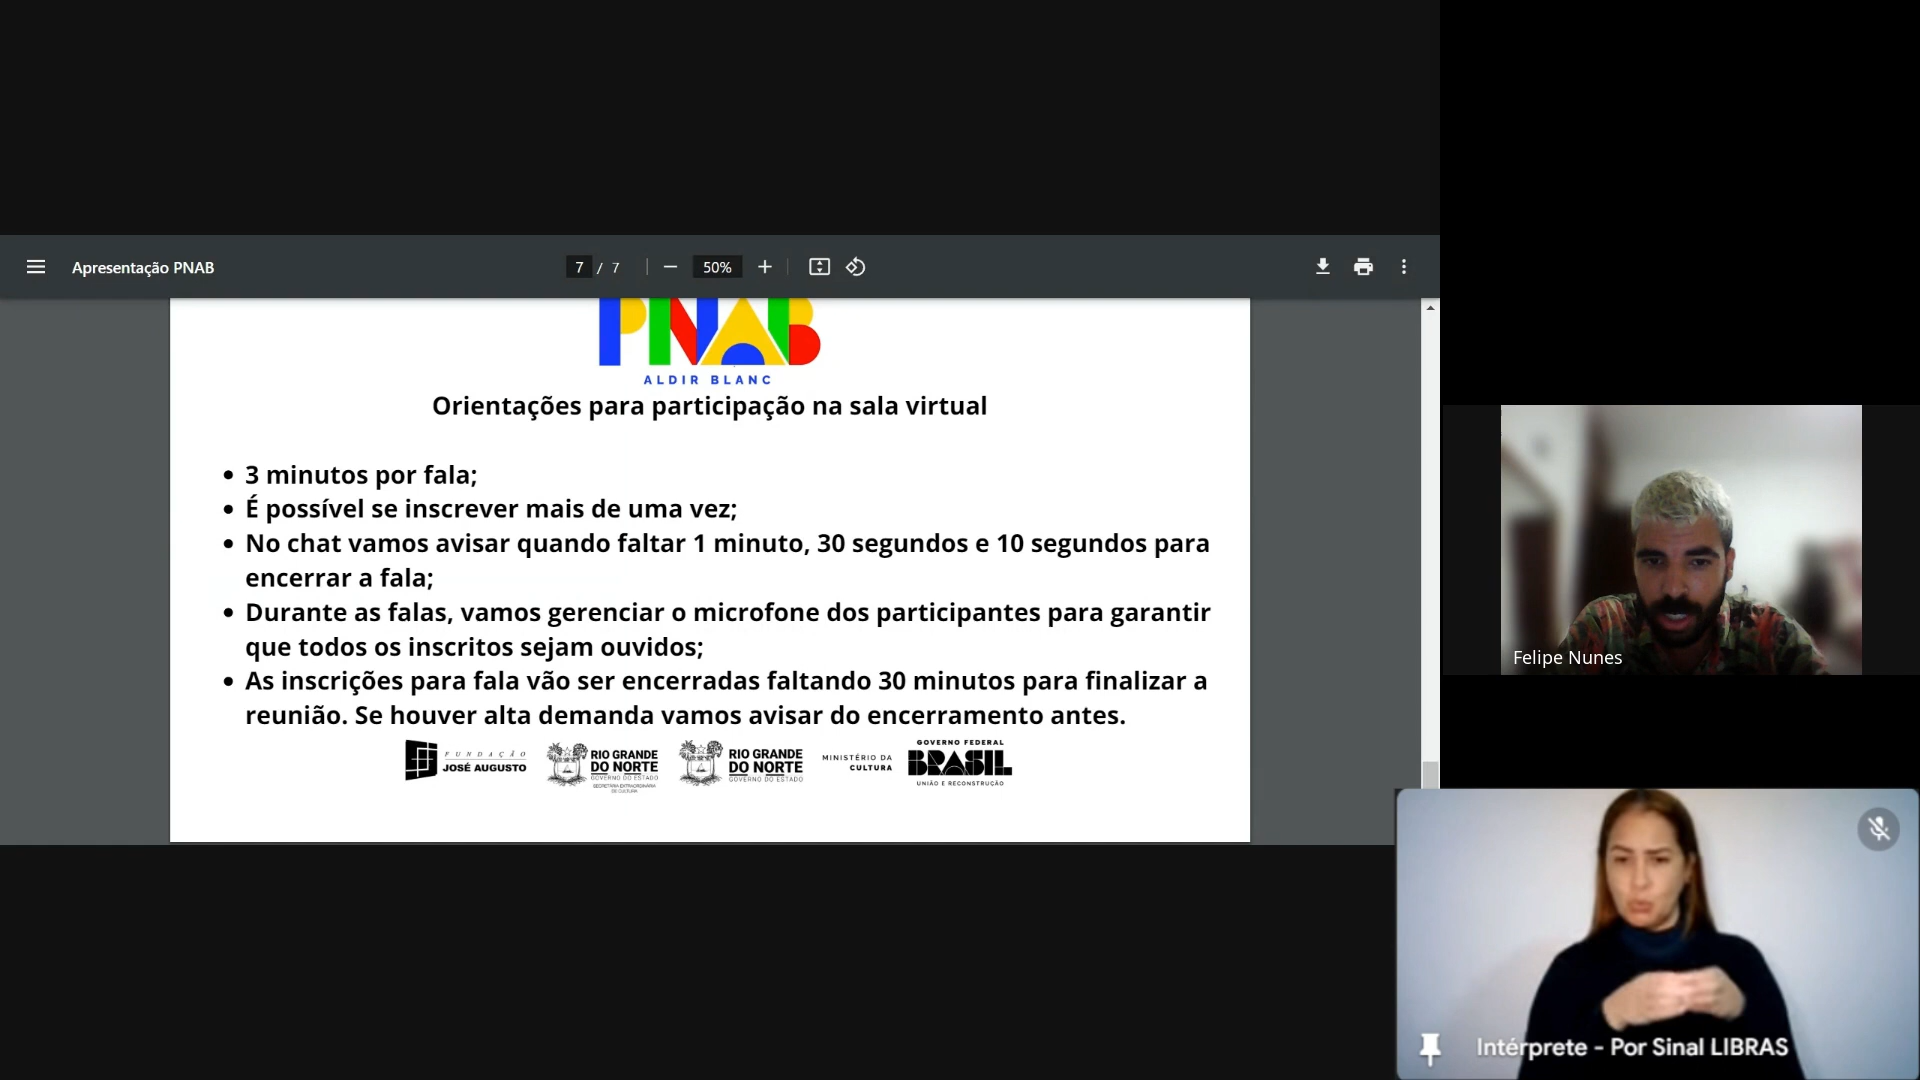 Apresentação PNAB
7 / 7
50%
PNAB
ALDIR BLANC
Orientações para participação na sala virtual
• 3 minutos por fala;
• É possível se inscrever mais de uma vez;
• No chat vamos avisar quando faltar 1 minuto, 30 segundos e 10 segundos para
encerrar a fala;
• Durante as falas, vamos gerenciar o microfone dos participantes para garantir
que todos os inscritos sejam ouvidos;
• As inscrições para fala vão ser encerradas faltando 30 minutos para finalizar a
reunião. Se houver alta demanda vamos avisar do encerramento antes.
FUNDAÇÃO
JOSÉ AUGUSTO
RIO GRANDE
DO NORTE
GOVERNO DO ESTADO
SECRETARIA EXTRAORDINÁRIA
DE CULTURA
RIO GRANDE
DO NORTE
GOVERNO DO ESTADO
MINISTÉRIO DA
CULTURA
GOVERNO FEDERAL
BRASIL
UNIÃO E RECONSTRUÇÃO
Felipe Nunes
Intérprete - Por Sinal LIBRAS